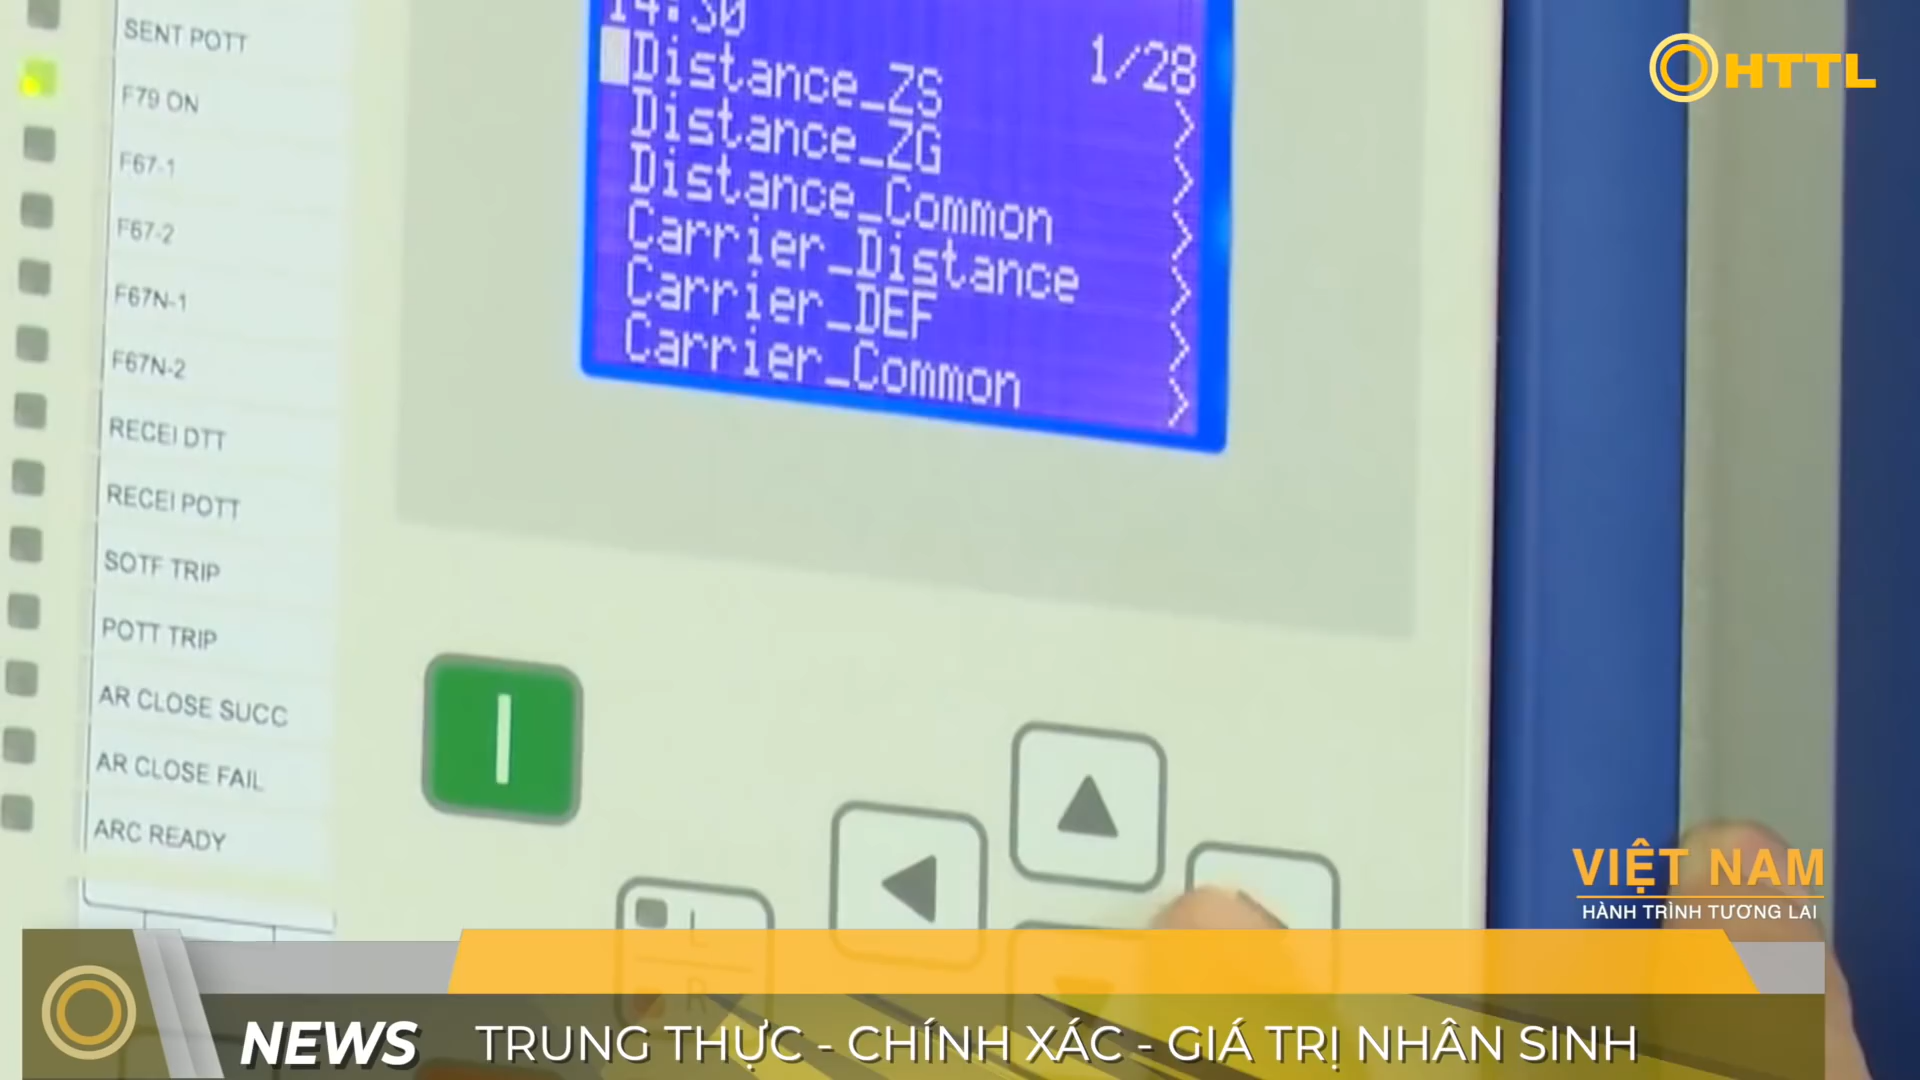 SENT POTT
F79 ON
F67-1
F67-2
F67N-1
F67N-2
RECEI DTT
RECEI POTT
SOTF TRIP
POTT TRIP
AR CLOSE SUCC
AR CLOSE FAIL
ARC READY
14:30
1/28
Distance_ZS
Distance_ZG
Distance_Common
Carrier_Distance
Carrier_DEF
Carrier_Common
L
R
HTTL
VIỆT NAM
HÀNH TRÌNH TƯƠNG LAI
NEWS
TRUNG THỰC - CHÍNH XÁC - GIÁ TRỊ NHÂN SINH